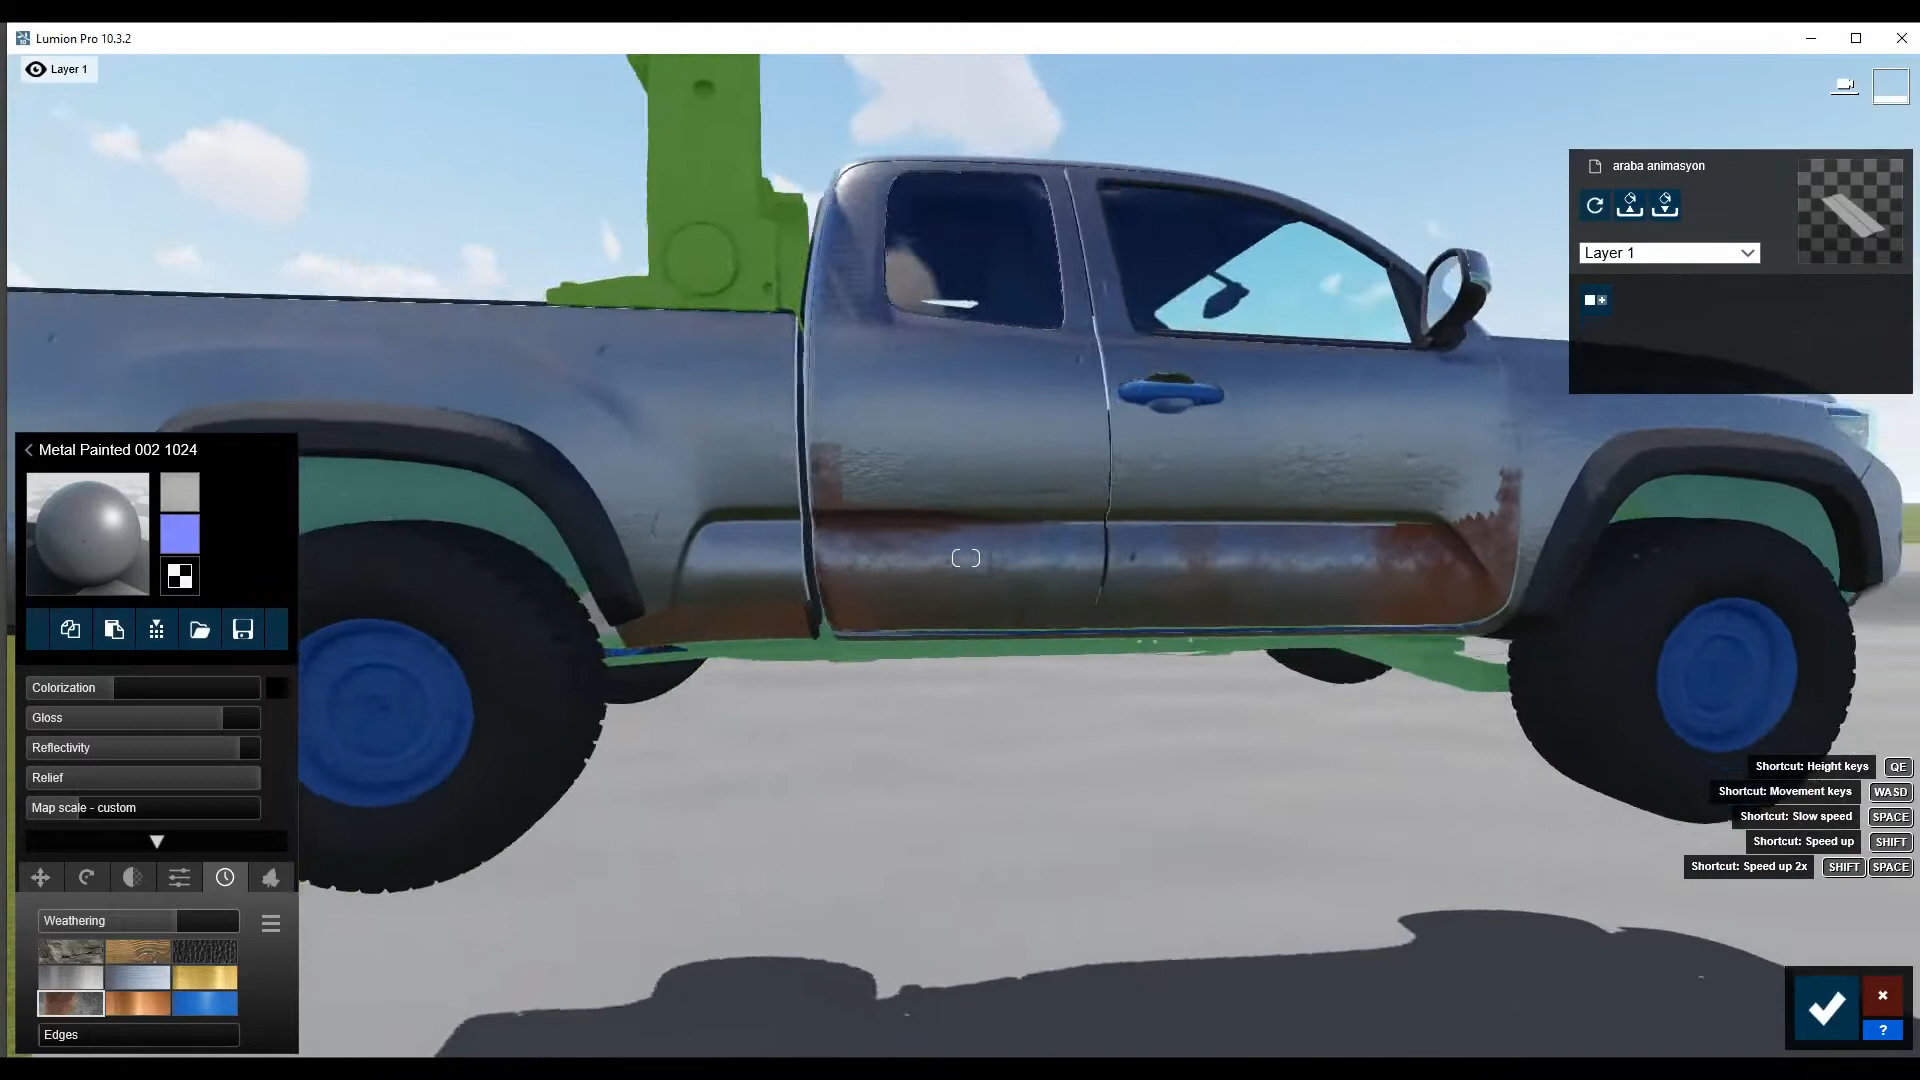 Lumion Pro 10.3.2
Layer 1
araba animasyon
Layer 1
Metal Painted 002 1024
Colorization
Gloss
Reflectivity
Relief
Map scale - custom
Weathering
Edges
Shortcut: Height keys QE
Shortcut: Movement keys WASD
Shortcut: Slow speed SPACE
Shortcut: Speed up SHIFT
Shortcut: Speed up 2x SHIFT SPACE
?